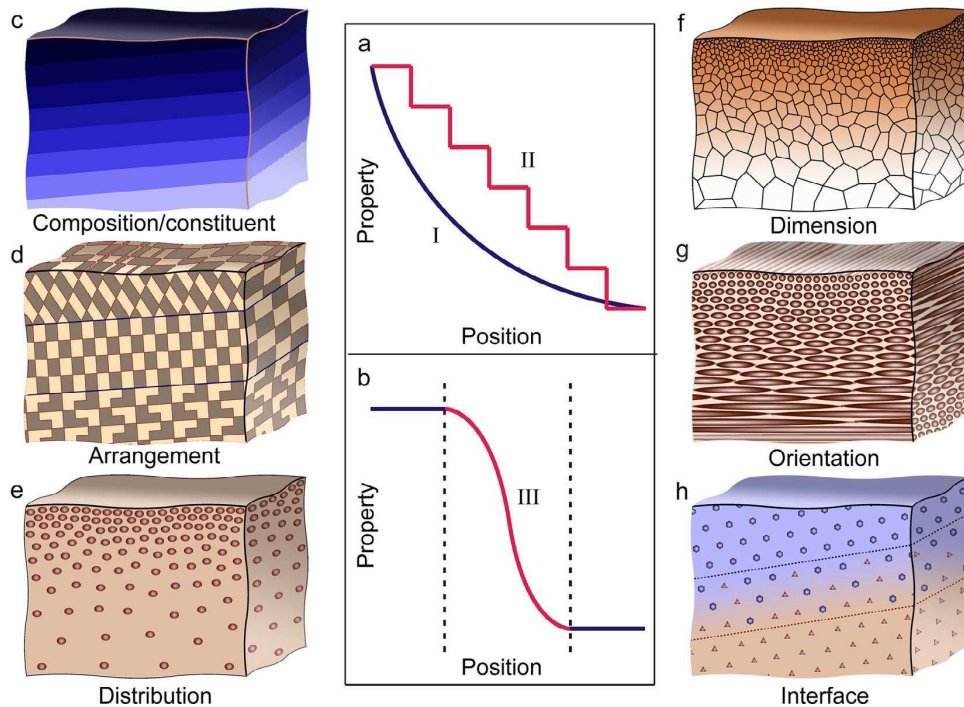 c
Composition/constituent
d
Arrangement
e
Distribution
a
Property
I
II
Position
b
Property
III
Position
f
Dimension
g
Orientation
h
Interface